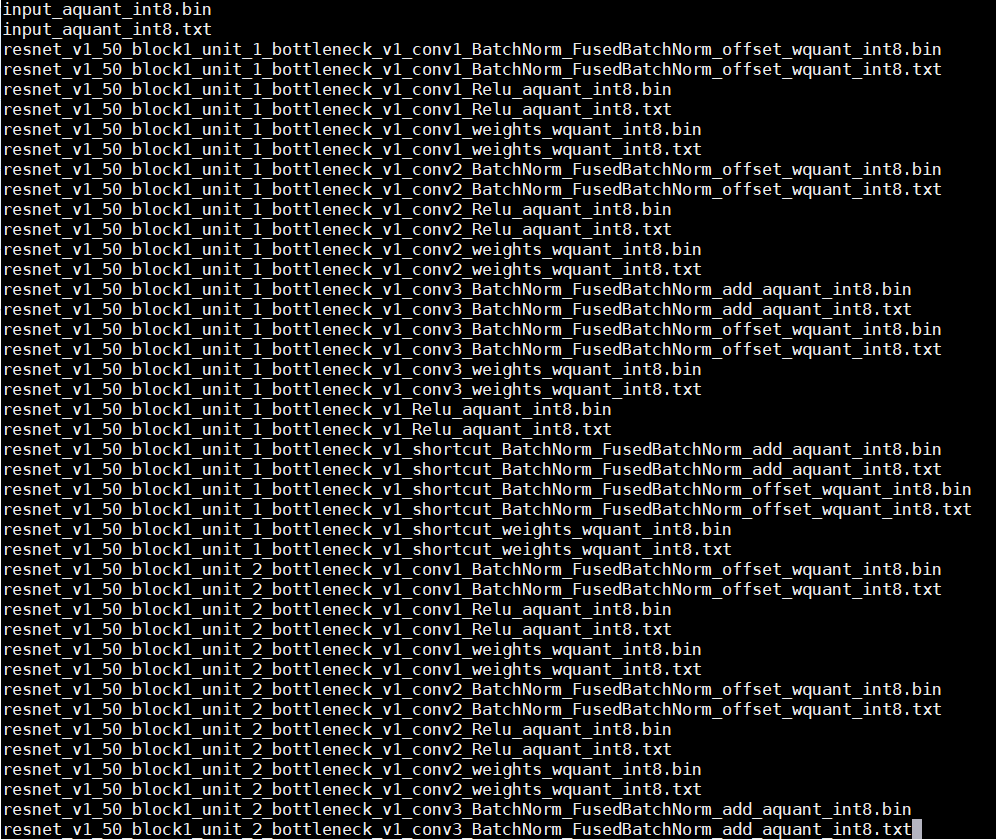 input_aquant_int8.bin
input_aquant_int8.txt
resnet_v1_50_block1_unit_1_bottleneck_v1_conv1_BatchNorm_FusedBatchNorm_offset_wquant_int8.bin
resnet_v1_50_block1_unit_1_bottleneck_v1_conv1_BatchNorm_FusedBatchNorm_offset_wquant_int8.txt
resnet_v1_50_block1_unit_1_bottleneck_v1_conv1_Relu_aquant_int8.bin
resnet_v1_50_block1_unit_1_bottleneck_v1_conv1_Relu_aquant_int8.txt
resnet_v1_50_block1_unit_1_bottleneck_v1_conv1_weights_wquant_int8.bin
resnet_v1_50_block1_unit_1_bottleneck_v1_conv1_weights_wquant_int8.txt
resnet_v1_50_block1_unit_1_bottleneck_v1_conv2_BatchNorm_FusedBatchNorm_offset_wquant_int8.bin
resnet_v1_50_block1_unit_1_bottleneck_v1_conv2_BatchNorm_FusedBatchNorm_offset_wquant_int8.txt
resnet_v1_50_block1_unit_1_bottleneck_v1_conv2_Relu_aquant_int8.bin
resnet_v1_50_block1_unit_1_bottleneck_v1_conv2_Relu_aquant_int8.txt
resnet_v1_50_block1_unit_1_bottleneck_v1_conv2_weights_wquant_int8.bin
resnet_v1_50_block1_unit_1_bottleneck_v1_conv2_weights_wquant_int8.txt
resnet_v1_50_block1_unit_1_bottleneck_v1_conv3_BatchNorm_FusedBatchNorm_add_aquant_int8.bin
resnet_v1_50_block1_unit_1_bottleneck_v1_conv3_BatchNorm_FusedBatchNorm_add_aquant_int8.txt
resnet_v1_50_block1_unit_1_bottleneck_v1_conv3_BatchNorm_FusedBatchNorm_offset_wquant_int8.bin
resnet_v1_50_block1_unit_1_bottleneck_v1_conv3_BatchNorm_FusedBatchNorm_offset_wquant_int8.txt
resnet_v1_50_block1_unit_1_bottleneck_v1_conv3_weights_wquant_int8.bin
resnet_v1_50_block1_unit_1_bottleneck_v1_conv3_weights_wquant_int8.txt
resnet_v1_50_block1_unit_1_bottleneck_v1_Relu_aquant_int8.bin
resnet_v1_50_block1_unit_1_bottleneck_v1_Relu_aquant_int8.txt
resnet_v1_50_block1_unit_1_bottleneck_v1_shortcut_BatchNorm_FusedBatchNorm_add_aquant_int8.bin
resnet_v1_50_block1_unit_1_bottleneck_v1_shortcut_BatchNorm_FusedBatchNorm_add_aquant_int8.txt
resnet_v1_50_block1_unit_1_bottleneck_v1_shortcut_BatchNorm_FusedBatchNorm_offset_wquant_int8.bin
resnet_v1_50_block1_unit_1_bottleneck_v1_shortcut_BatchNorm_FusedBatchNorm_offset_wquant_int8.txt
resnet_v1_50_block1_unit_1_bottleneck_v1_shortcut_weights_wquant_int8.bin
resnet_v1_50_block1_unit_1_bottleneck_v1_shortcut_weights_wquant_int8.txt
resnet_v1_50_block1_unit_2_bottleneck_v1_conv1_BatchNorm_FusedBatchNorm_offset_wquant_int8.bin
resnet_v1_50_block1_unit_2_bottleneck_v1_conv1_BatchNorm_FusedBatchNorm_offset_wquant_int8.txt
resnet_v1_50_block1_unit_2_bottleneck_v1_conv1_Relu_aquant_int8.bin
resnet_v1_50_block1_unit_2_bottleneck_v1_conv1_Relu_aquant_int8.txt
resnet_v1_50_block1_unit_2_bottleneck_v1_conv1_weights_wquant_int8.bin
resnet_v1_50_block1_unit_2_bottleneck_v1_conv1_weights_wquant_int8.txt
resnet_v1_50_block1_unit_2_bottleneck_v1_conv2_BatchNorm_FusedBatchNorm_offset_wquant_int8.bin
resnet_v1_50_block1_unit_2_bottleneck_v1_conv2_BatchNorm_FusedBatchNorm_offset_wquant_int8.txt
resnet_v1_50_block1_unit_2_bottleneck_v1_conv2_Relu_aquant_int8.bin
resnet_v1_50_block1_unit_2_bottleneck_v1_conv2_Relu_aquant_int8.txt
resnet_v1_50_block1_unit_2_bottleneck_v1_conv2_weights_wquant_int8.bin
resnet_v1_50_block1_unit_2_bottleneck_v1_conv2_weights_wquant_int8.txt
resnet_v1_50_block1_unit_2_bottleneck_v1_conv3_BatchNorm_FusedBatchNorm_add_aquant_int8.bin
resnet_v1_50_block1_unit_2_bottleneck_v1_conv3_BatchNorm_FusedBatchNorm_add_aquant_int8.txt